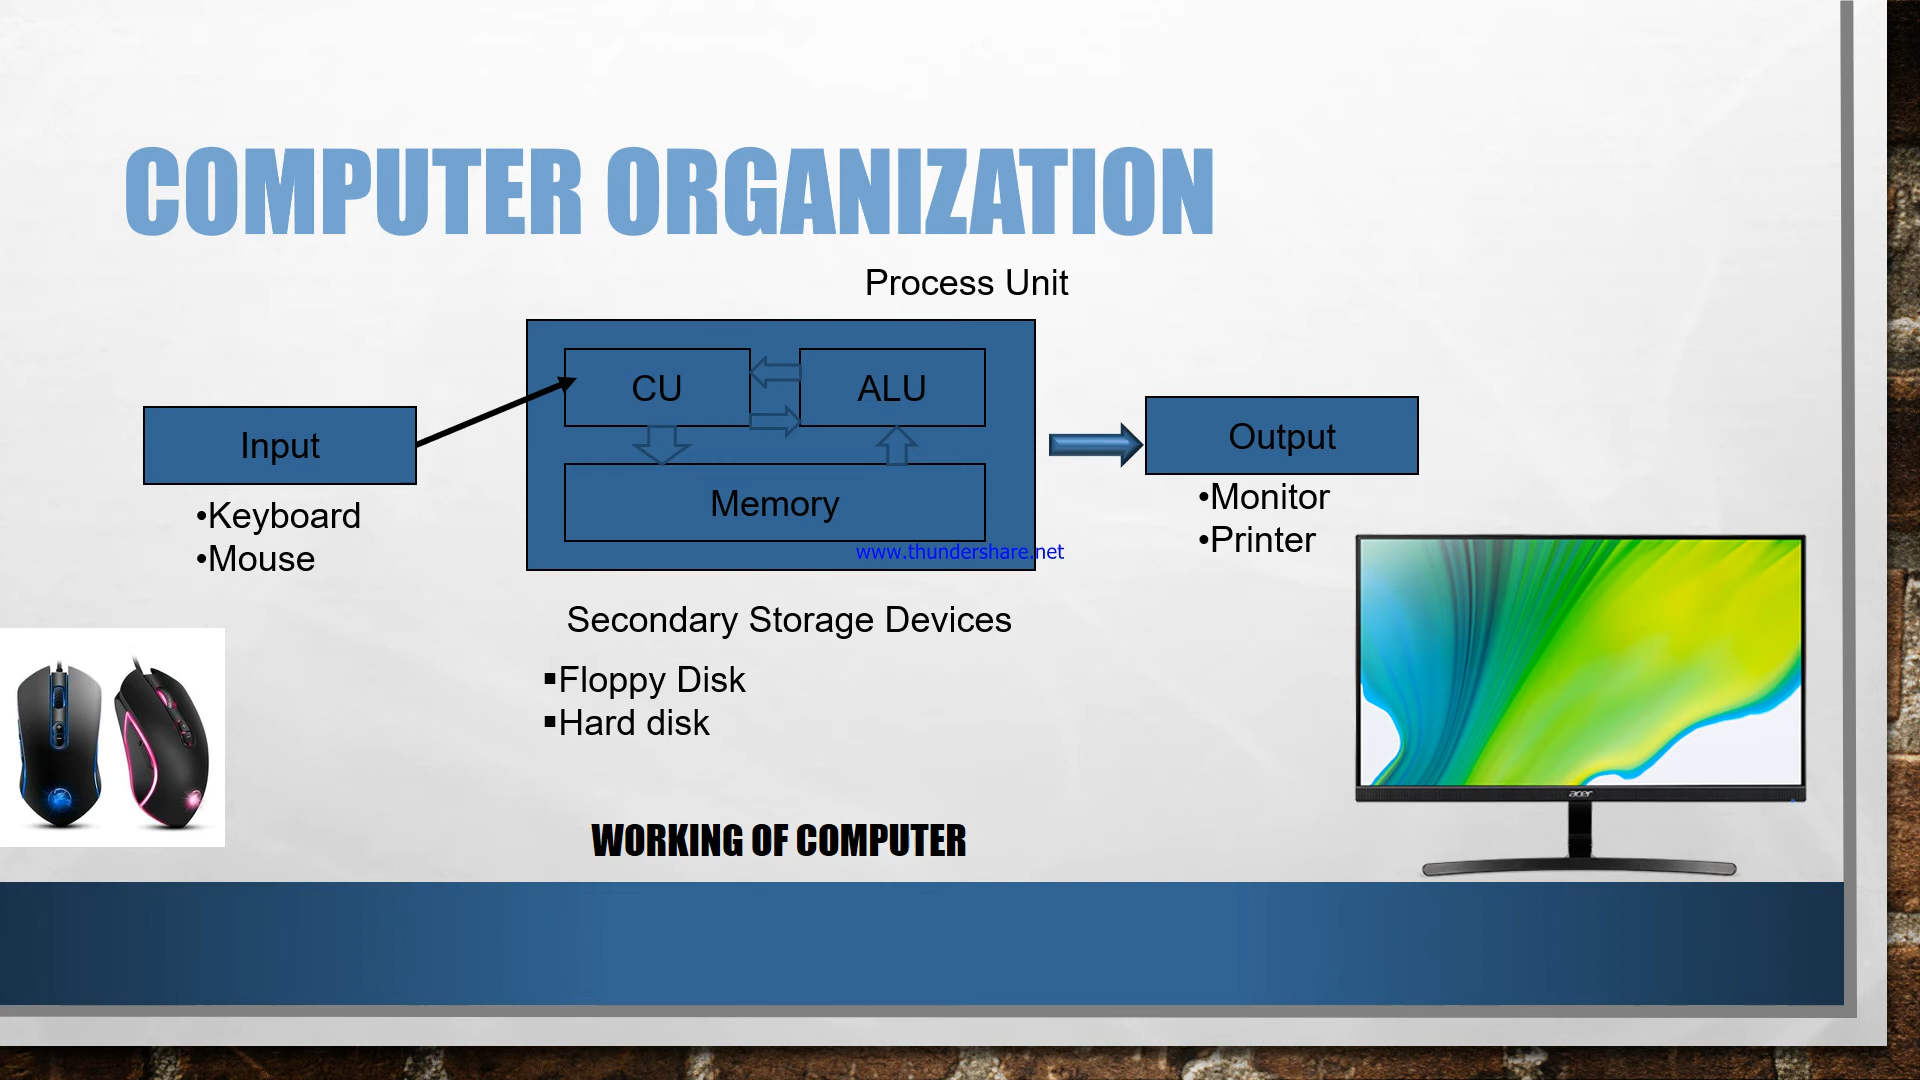 COMPUTER ORGANIZATION
Process Unit
CU
ALU
Input
Output
Memory
•Keyboard
•Mouse
•Monitor
•Printer
www.thundershare.net
Secondary Storage Devices
▪Floppy Disk
▪Hard disk
acer
WORKING OF COMPUTER